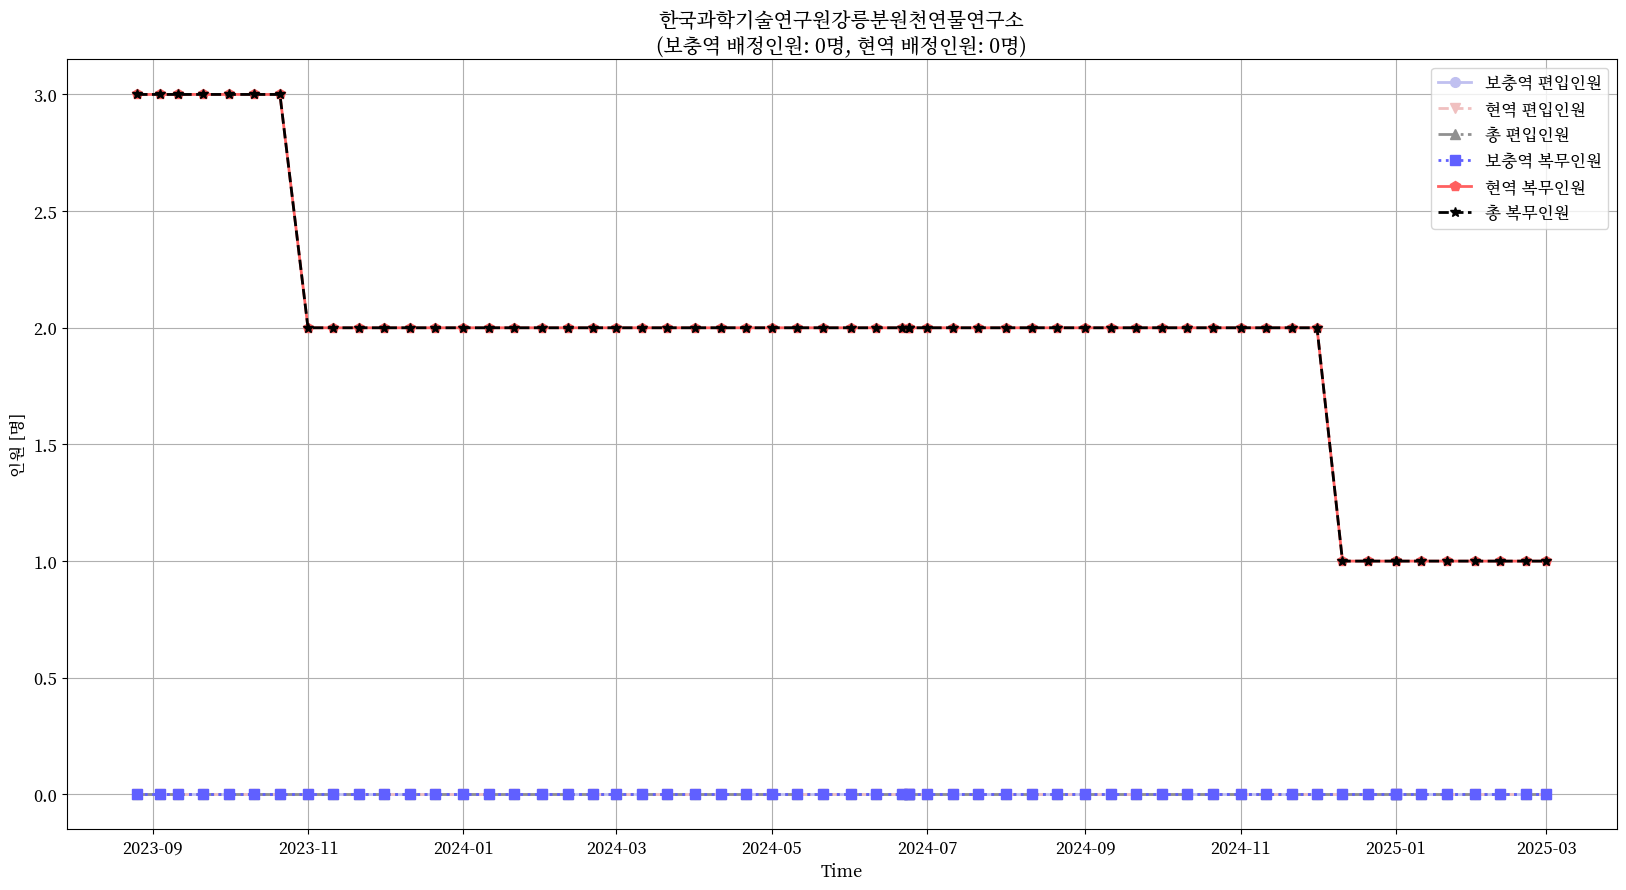 한국과학기술연구원강릉분원천연물연구소
(보충역 배정인원: 0명, 현역 배정인원: 0명)
보충역 편입인원
현역 편입인원
총 편입인원
보충역 복무인원
현역 복무인원
총 복무인원
인원 [명]
3.0
2.5
2.0
1.5
1.0
0.5
0.0
2023-09 2023-11 2024-01 2024-03 2024-05 2024-07 2024-09 2024-11 2025-01 2025-03
Time